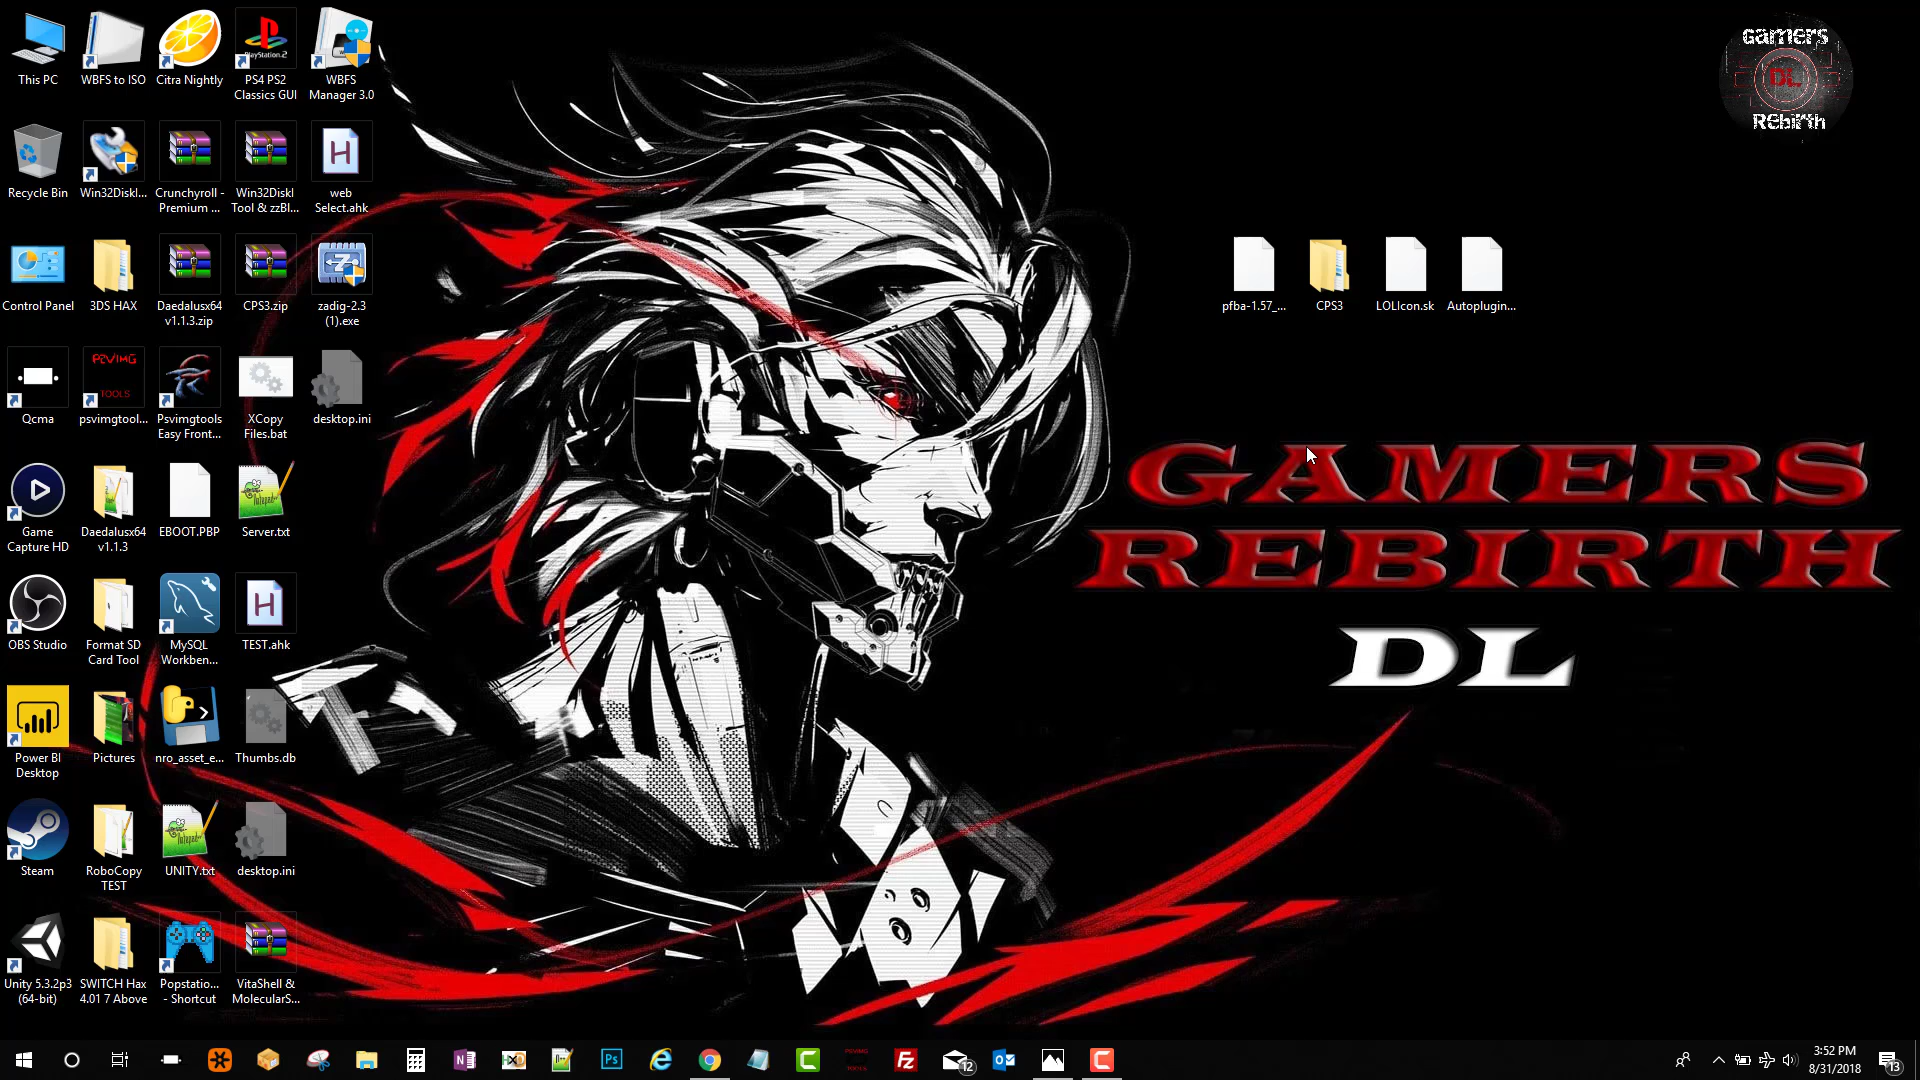 This PC
WBFS to ISO
Citra Nightly
PS4 PS2
Classics GUI
WBFS
Manager 3.0
Recycle Bin
Win32Diskl...
Crunchyroll -
Premium ...
Win32Diskl
Tool & zzBl...
web
Select.ahk
Control Panel
3DS HAX
Daedalusx64
v1.1.3.zip
CPS3.zip
zadig-2.3
(1).exe
Qcma
psvimgtool...
Psvimgtools
Easy Front...
XCopy
Files.bat
desktop.ini
Game
Capture HD
Daedalusx64
v1.1.3
EBOOT.PBP
Server.txt
OBS Studio
Format SD
Card Tool
MySQL
Workben...
TEST.ahk
Power BI
Desktop
Pictures
nro_asset_e...
Thumbs.db
Steam
RoboCopy
TEST
UNITY.txt
desktop.ini
Unity 5.3.2p3
(64-bit)
SWITCH Hax
4.01 7 Above
Popstatio...
- Shortcut
VitaShell &
MolecularS...
pfba-1.57_...
CPS3
LOLIcon.sk
Autoplugin...
GAMERS
DL
REBIRTH
GAMERS
REBIRTH
DL
3:52 PM
8/31/2018
12
13